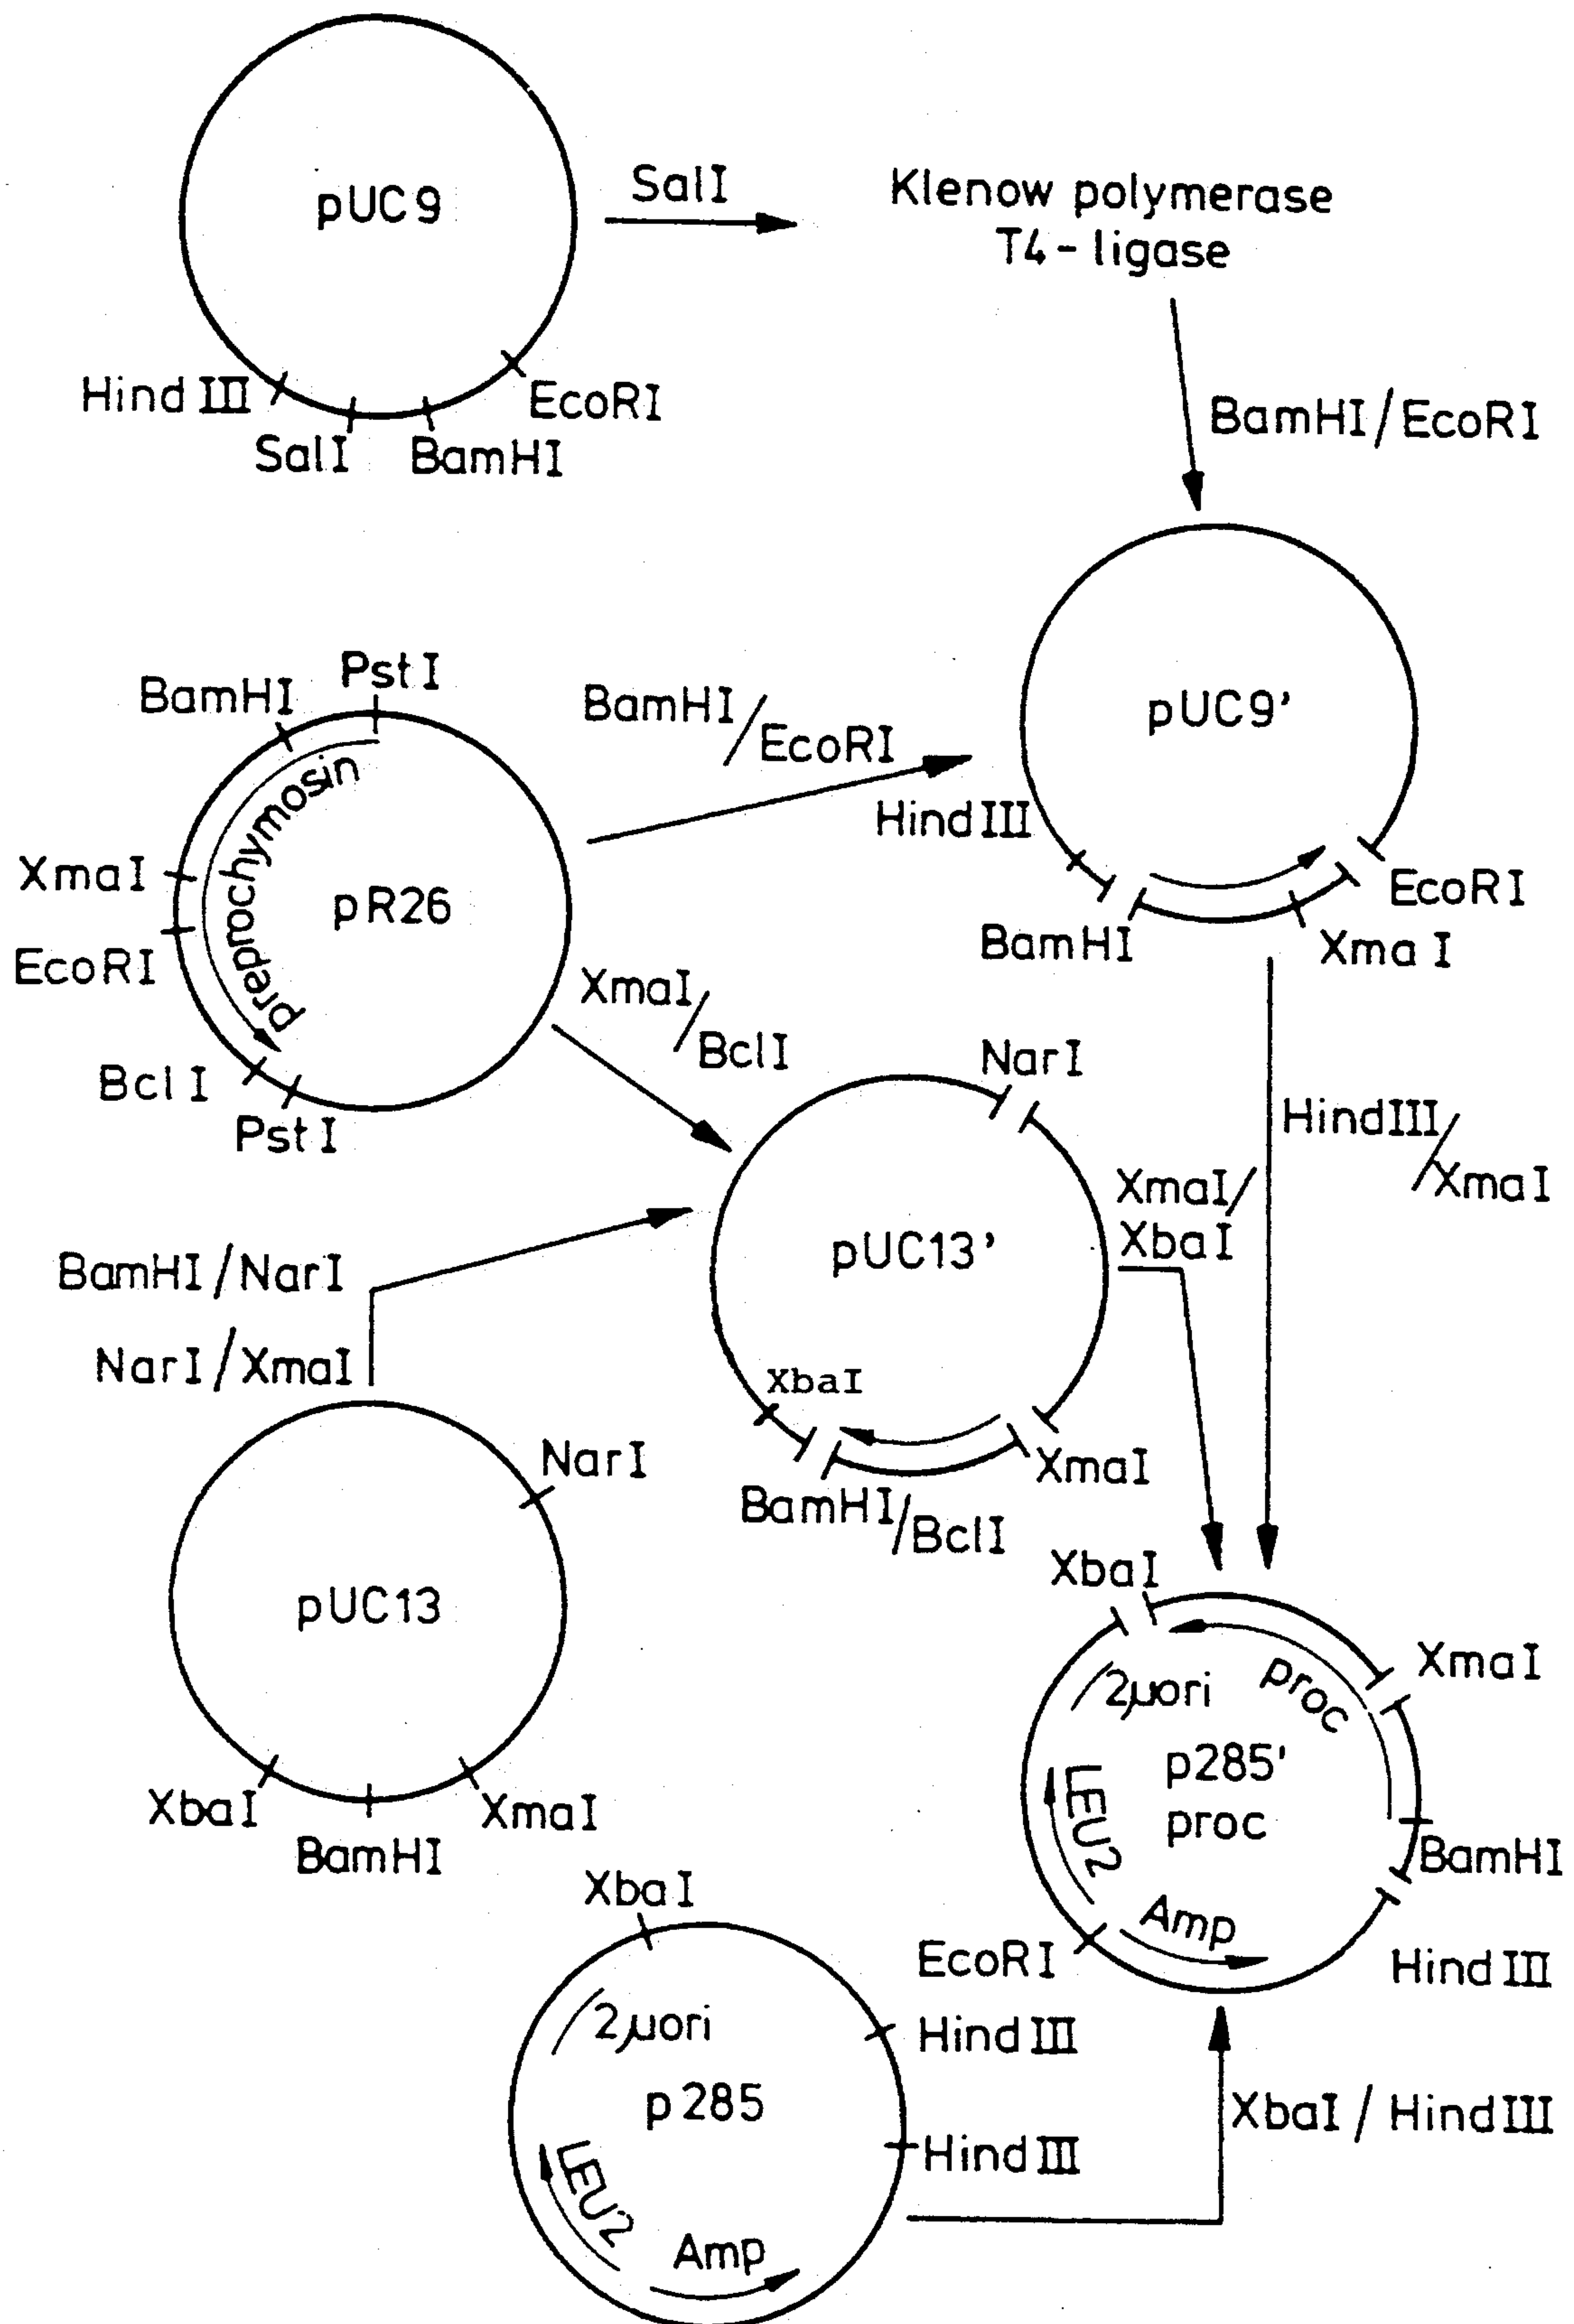 pUC9
SalI
Klenow polymerase
T4-ligase
Hind III
SalI
BamHI
EcoRI
BamHI/EcoRI
pUC9'
HindIII
BamHI
XmaI
EcoRI
BamHI
PstI
BamHI/EcoRI
preprochymosin
XmaI
pR26
EcoRI
BclI
PstI
XmaI/BclI
HindIII/XmaI
NarI
pUC13'
XmaI/
XbaI
XbaI
BamHI/BclI
XmaI
BamHI/NarI
NarI/XmaI
NarI
pUC13
XbaI
BamHI
XmaI
XbaI
XmaI
proc
2μori
p285'
proc
LEU2
Amp
BamHI
EcoRI
Hind III
XbaI
2μori
Hind III
p285
Hind III
LEU2
Amp
XbaI / Hind III